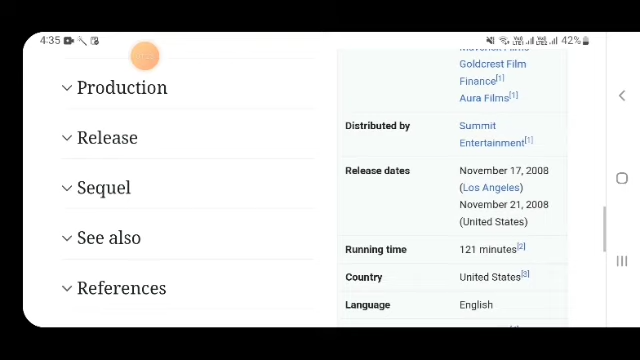 4:35
42%
Production
Release
Sequel
See also
References
Goldcrest Film
Finance[1]
Aura Films[1]
Distributed by
Summit
Entertainment[1]
Release dates
November 17, 2008
(Los Angeles)
November 21, 2008
(United States)
Running time
121 minutes[2]
Country
United States[3]
Language
English